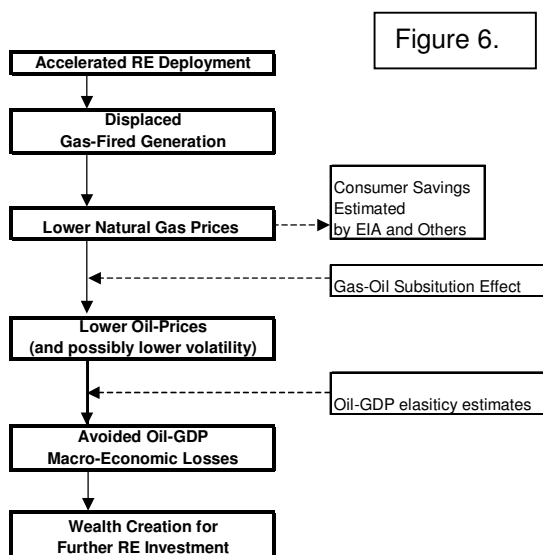 Figure 6.
Accelerated RE Deployment
Displaced
Gas-Fired Generation
Lower Natural Gas Prices
Consumer Savings
Estimated
by EIA and Others
Gas-Oil Subsitution Effect
Lower Oil-Prices
(and possibly lower volatility)
Oil-GDP elasiticy estimates
Avoided Oil-GDP
Macro-Economic Losses
Wealth Creation for
Further RE Investment